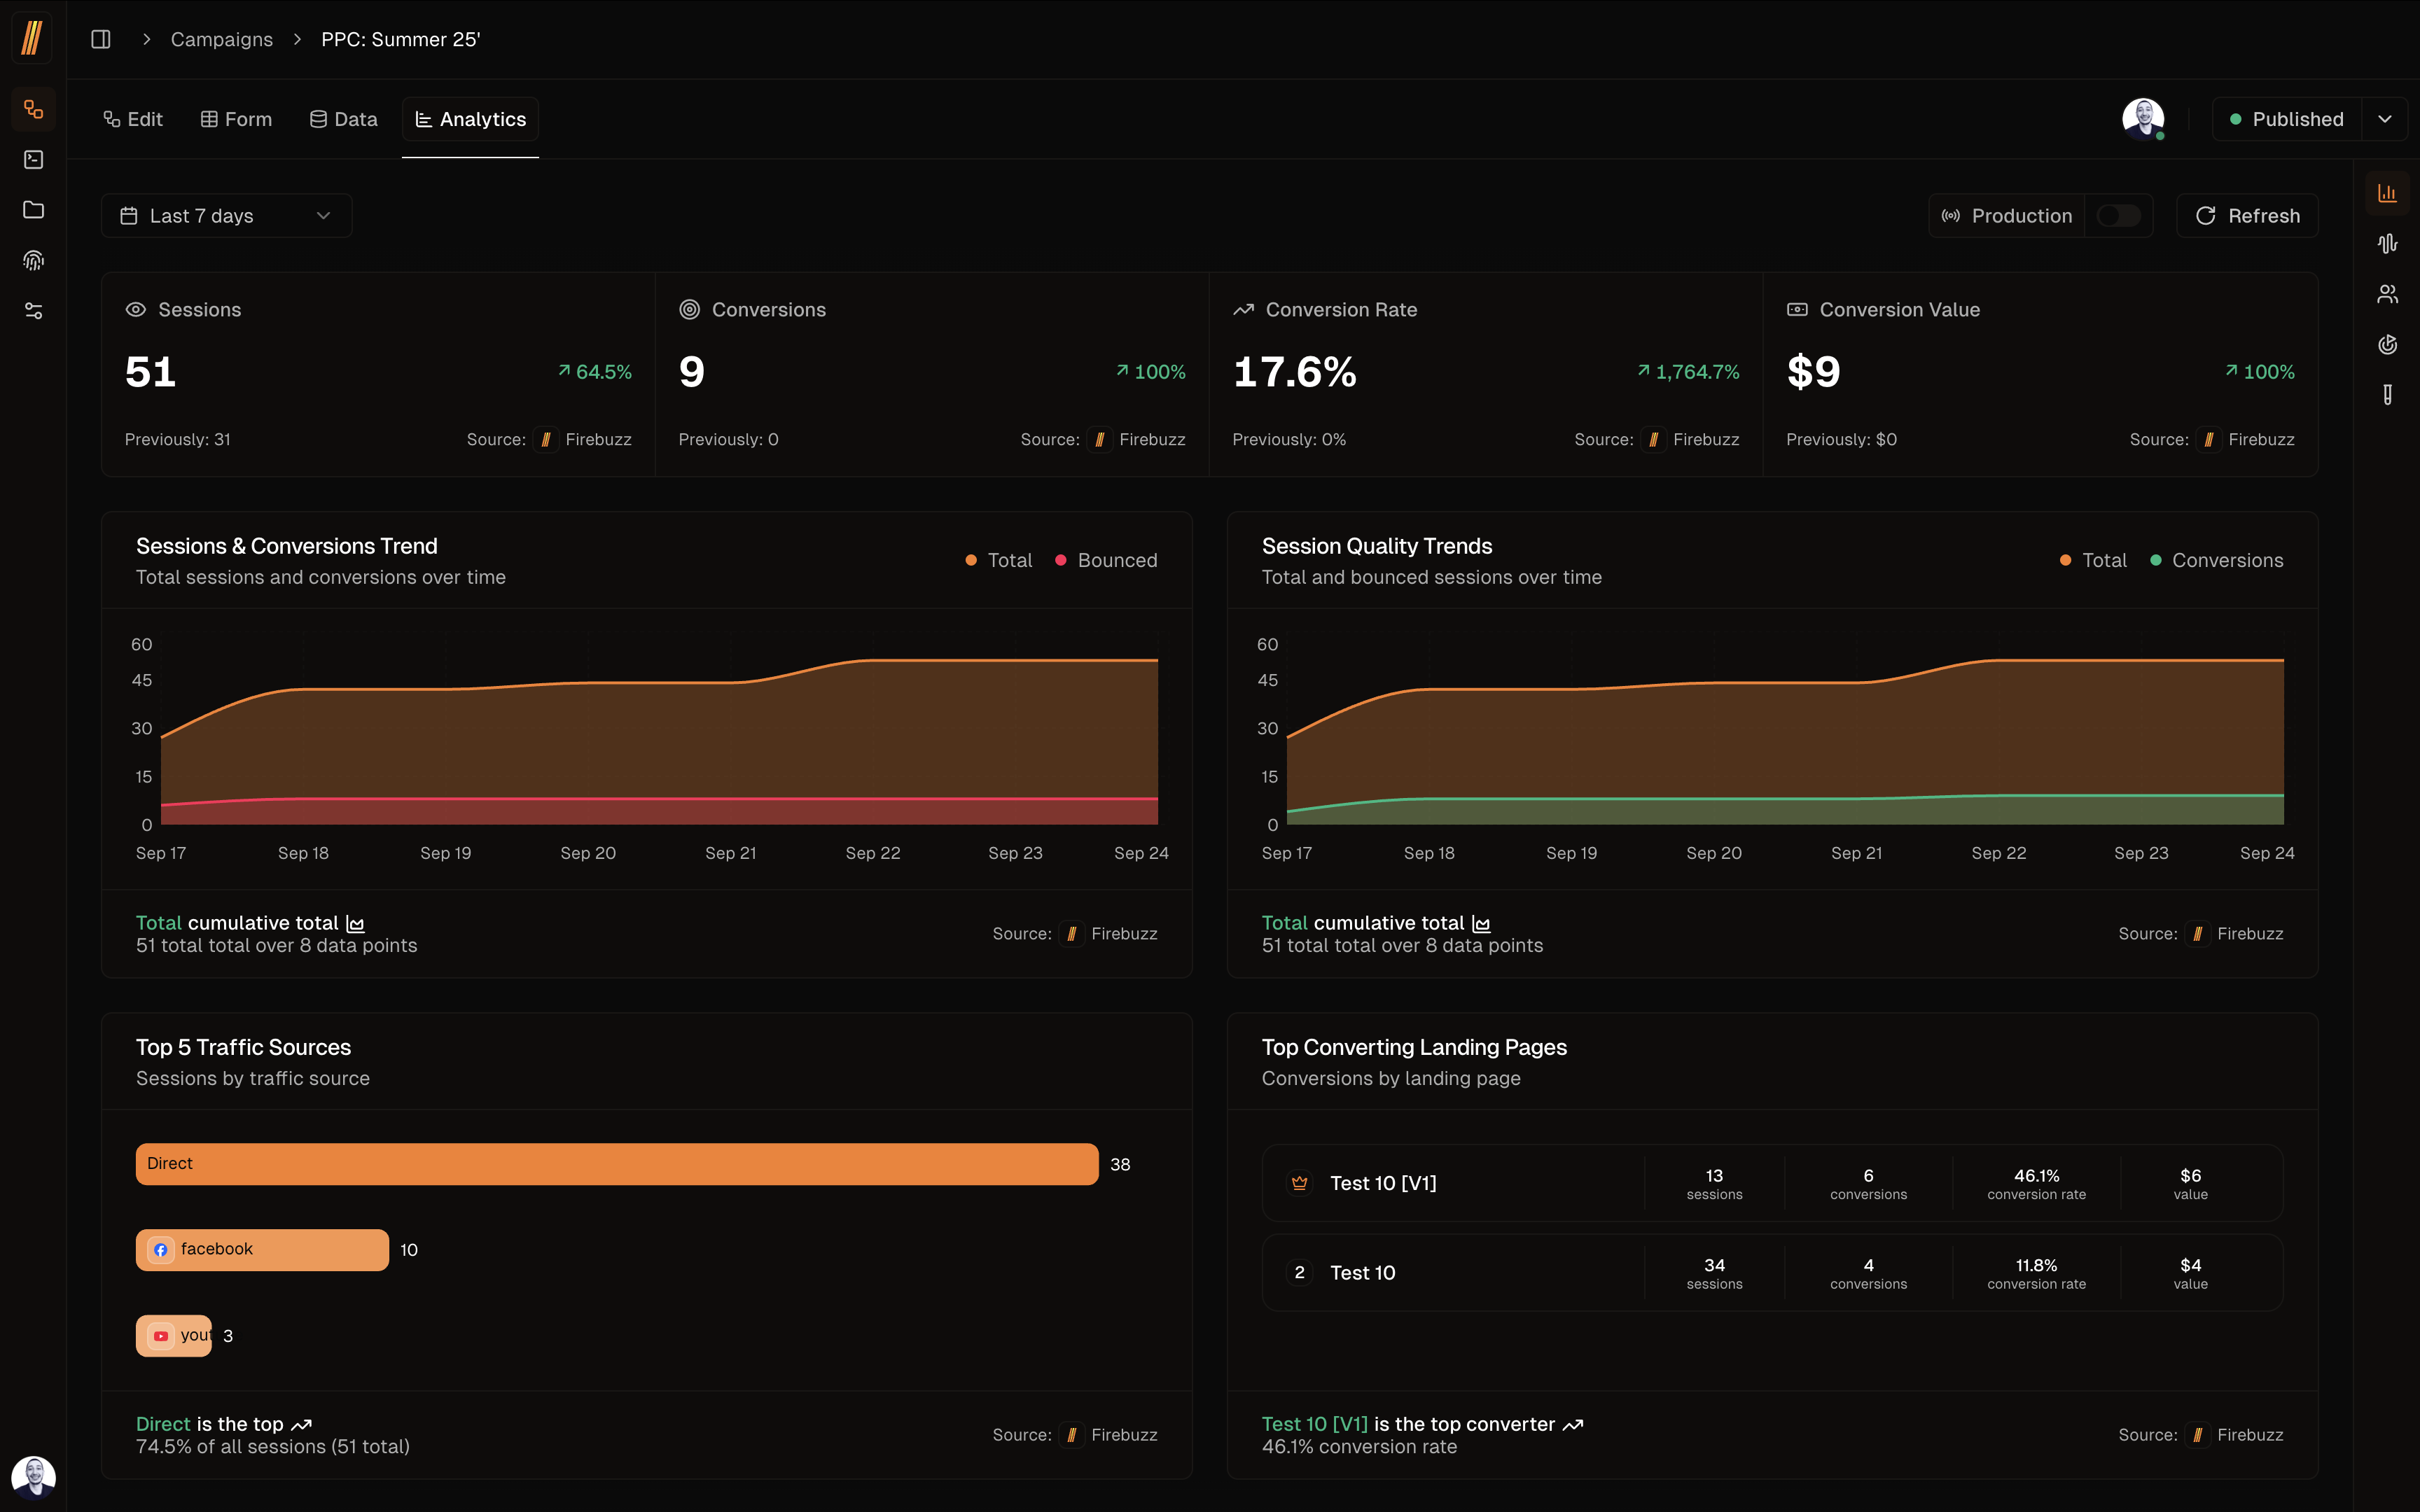 Campaigns
PPC: Summer 25'
Edit
Form
Data
Analytics
Published
Last 7 days
Production
Refresh
Sessions
51
64.5%
Previously: 31
Source: Firebuzz
Conversions
9
100%
Previously: 0
Source: Firebuzz
Conversion Rate
17.6%
1,764.7%
Previously: 0%
Source: Firebuzz
Conversion Value
$9
100%
Previously: $0
Source: Firebuzz
Sessions & Conversions Trend
Total sessions and conversions over time
Total
Bounced
60
45
30
15
0
Sep 17
Sep 18
Sep 19
Sep 20
Sep 21
Sep 22
Sep 23
Sep 24
Total cumulative total
51 total total over 8 data points
Source: Firebuzz
Session Quality Trends
Total and bounced sessions over time
Total
Conversions
60
45
30
15
0
Sep 17
Sep 18
Sep 19
Sep 20
Sep 21
Sep 22
Sep 23
Sep 24
Total cumulative total
51 total total over 8 data points
Source: Firebuzz
Top 5 Traffic Sources
Sessions by traffic source
Direct
38
facebook
10
yout
3
Direct is the top
74.5% of all sessions (51 total)
Source: Firebuzz
Top Converting Landing Pages
Conversions by landing page
Test 10 [V1]
13
sessions
6
conversions
46.1%
conversion rate
$6
value
2
Test 10
34
sessions
4
conversions
11.8%
conversion rate
$4
value
Test 10 [V1] is the top converter
46.1% conversion rate
Source: Firebuzz